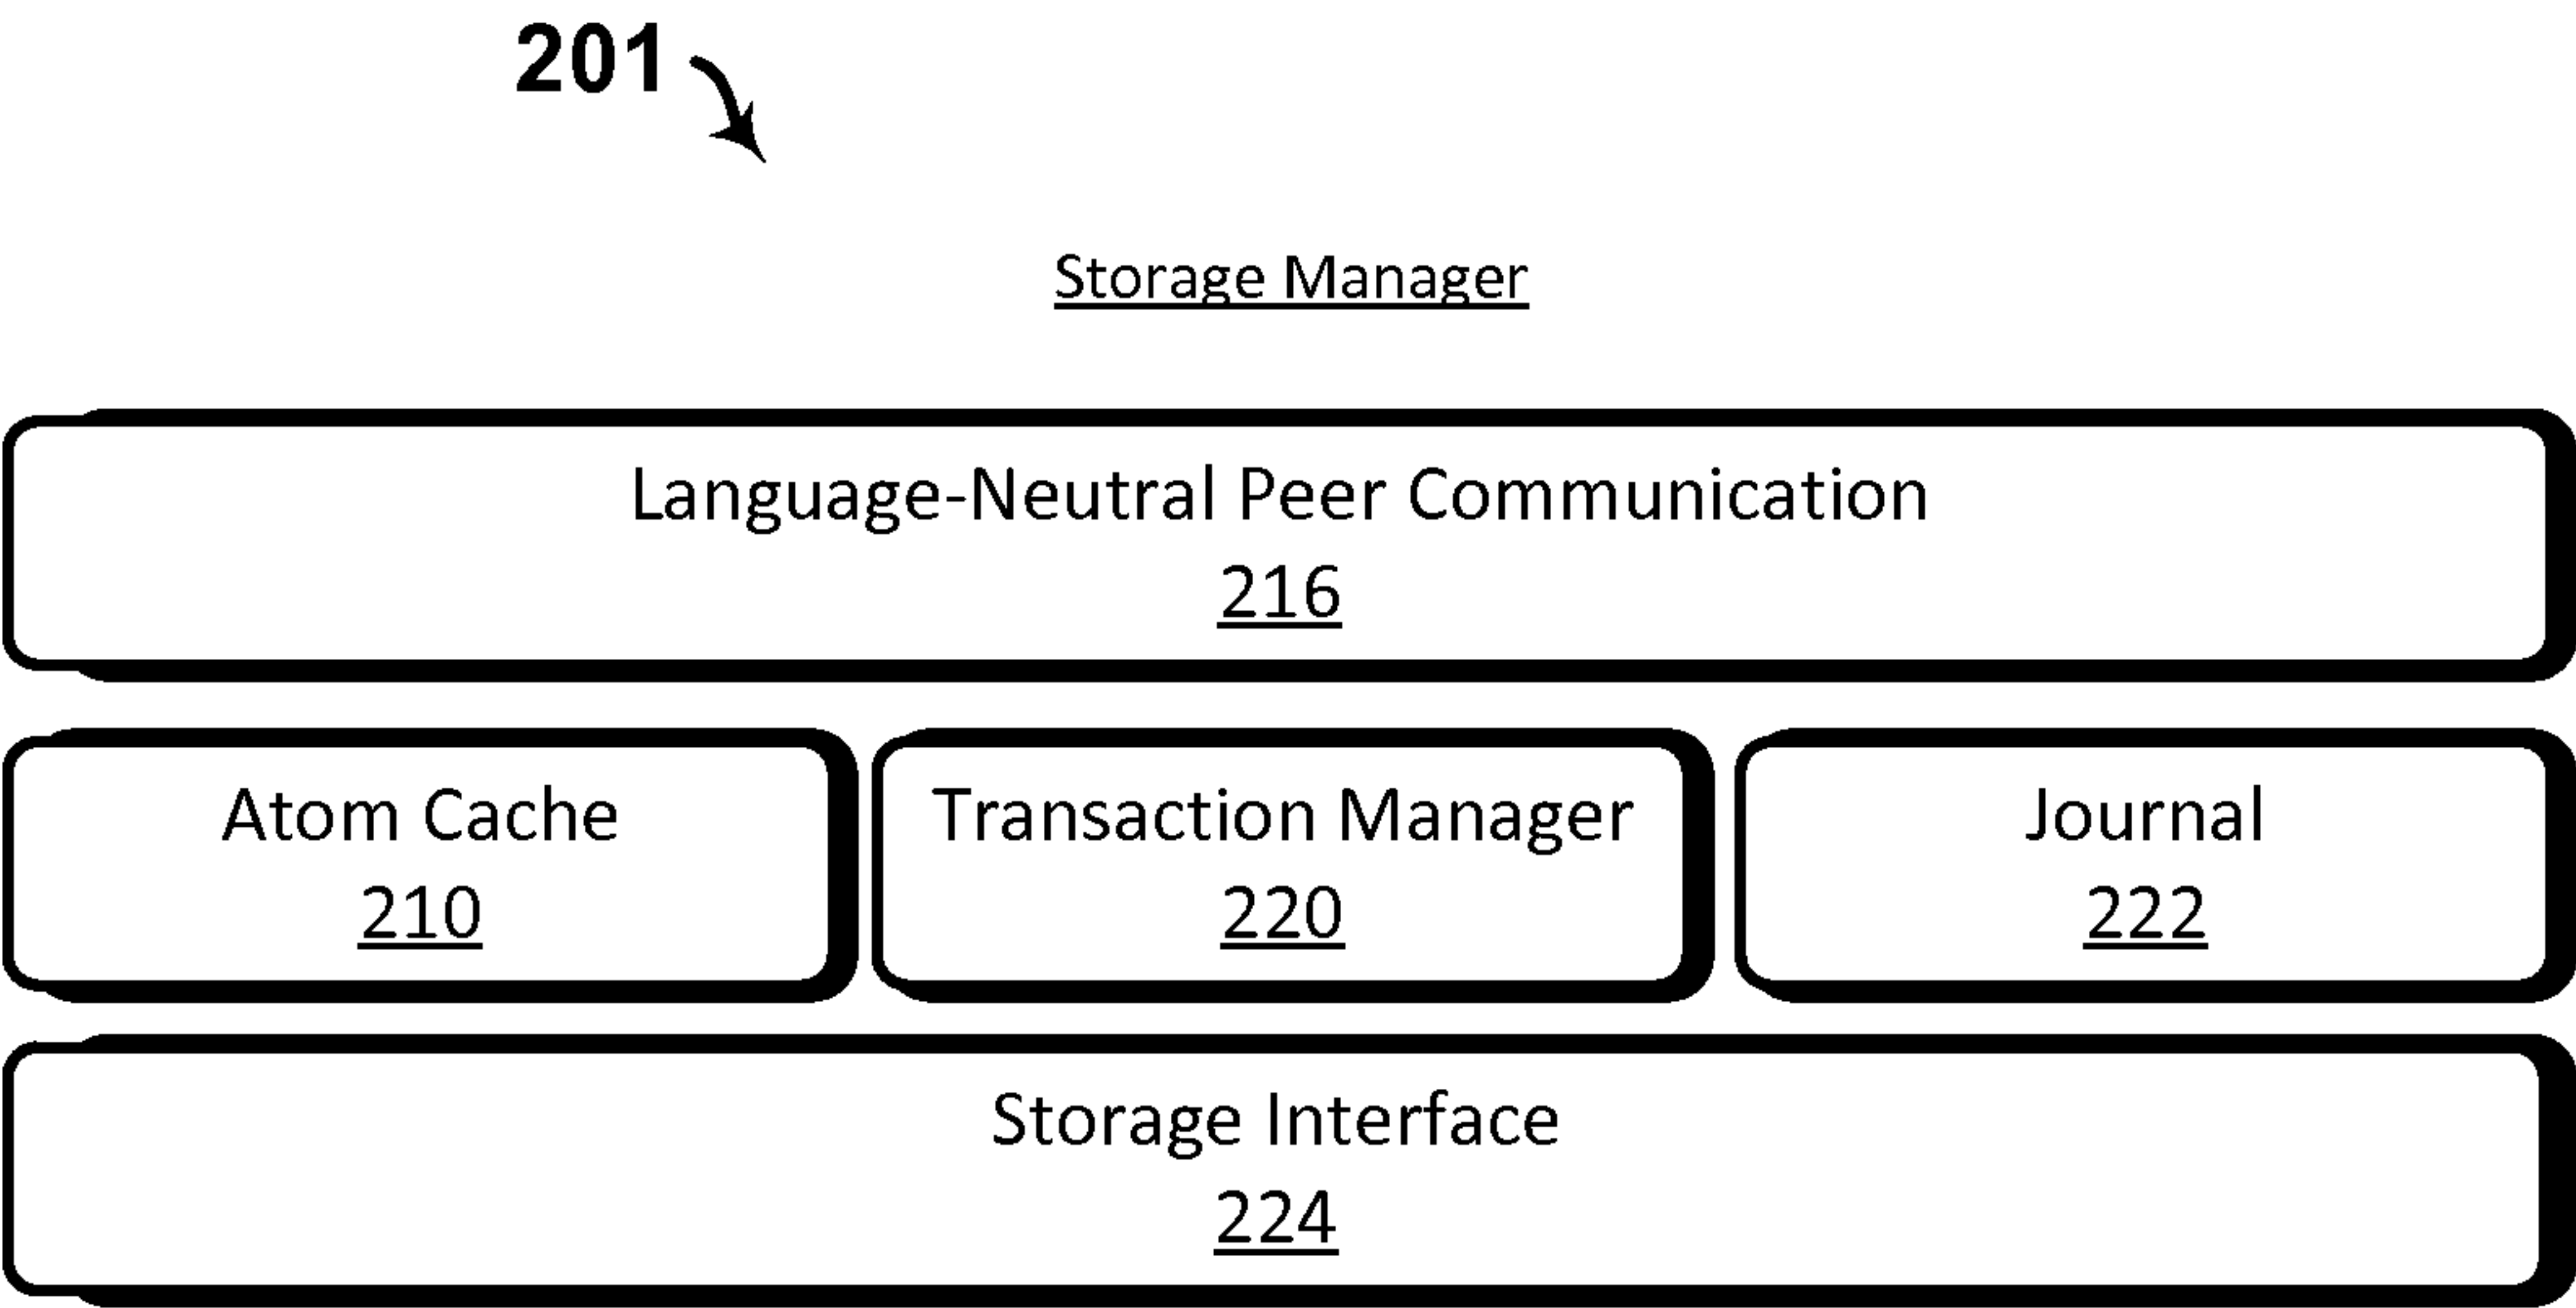 201
Storage Manager
Language-Neutral Peer Communication
216
Atom Cache
210
Transaction Manager
220
Journal
222
Storage Interface
224